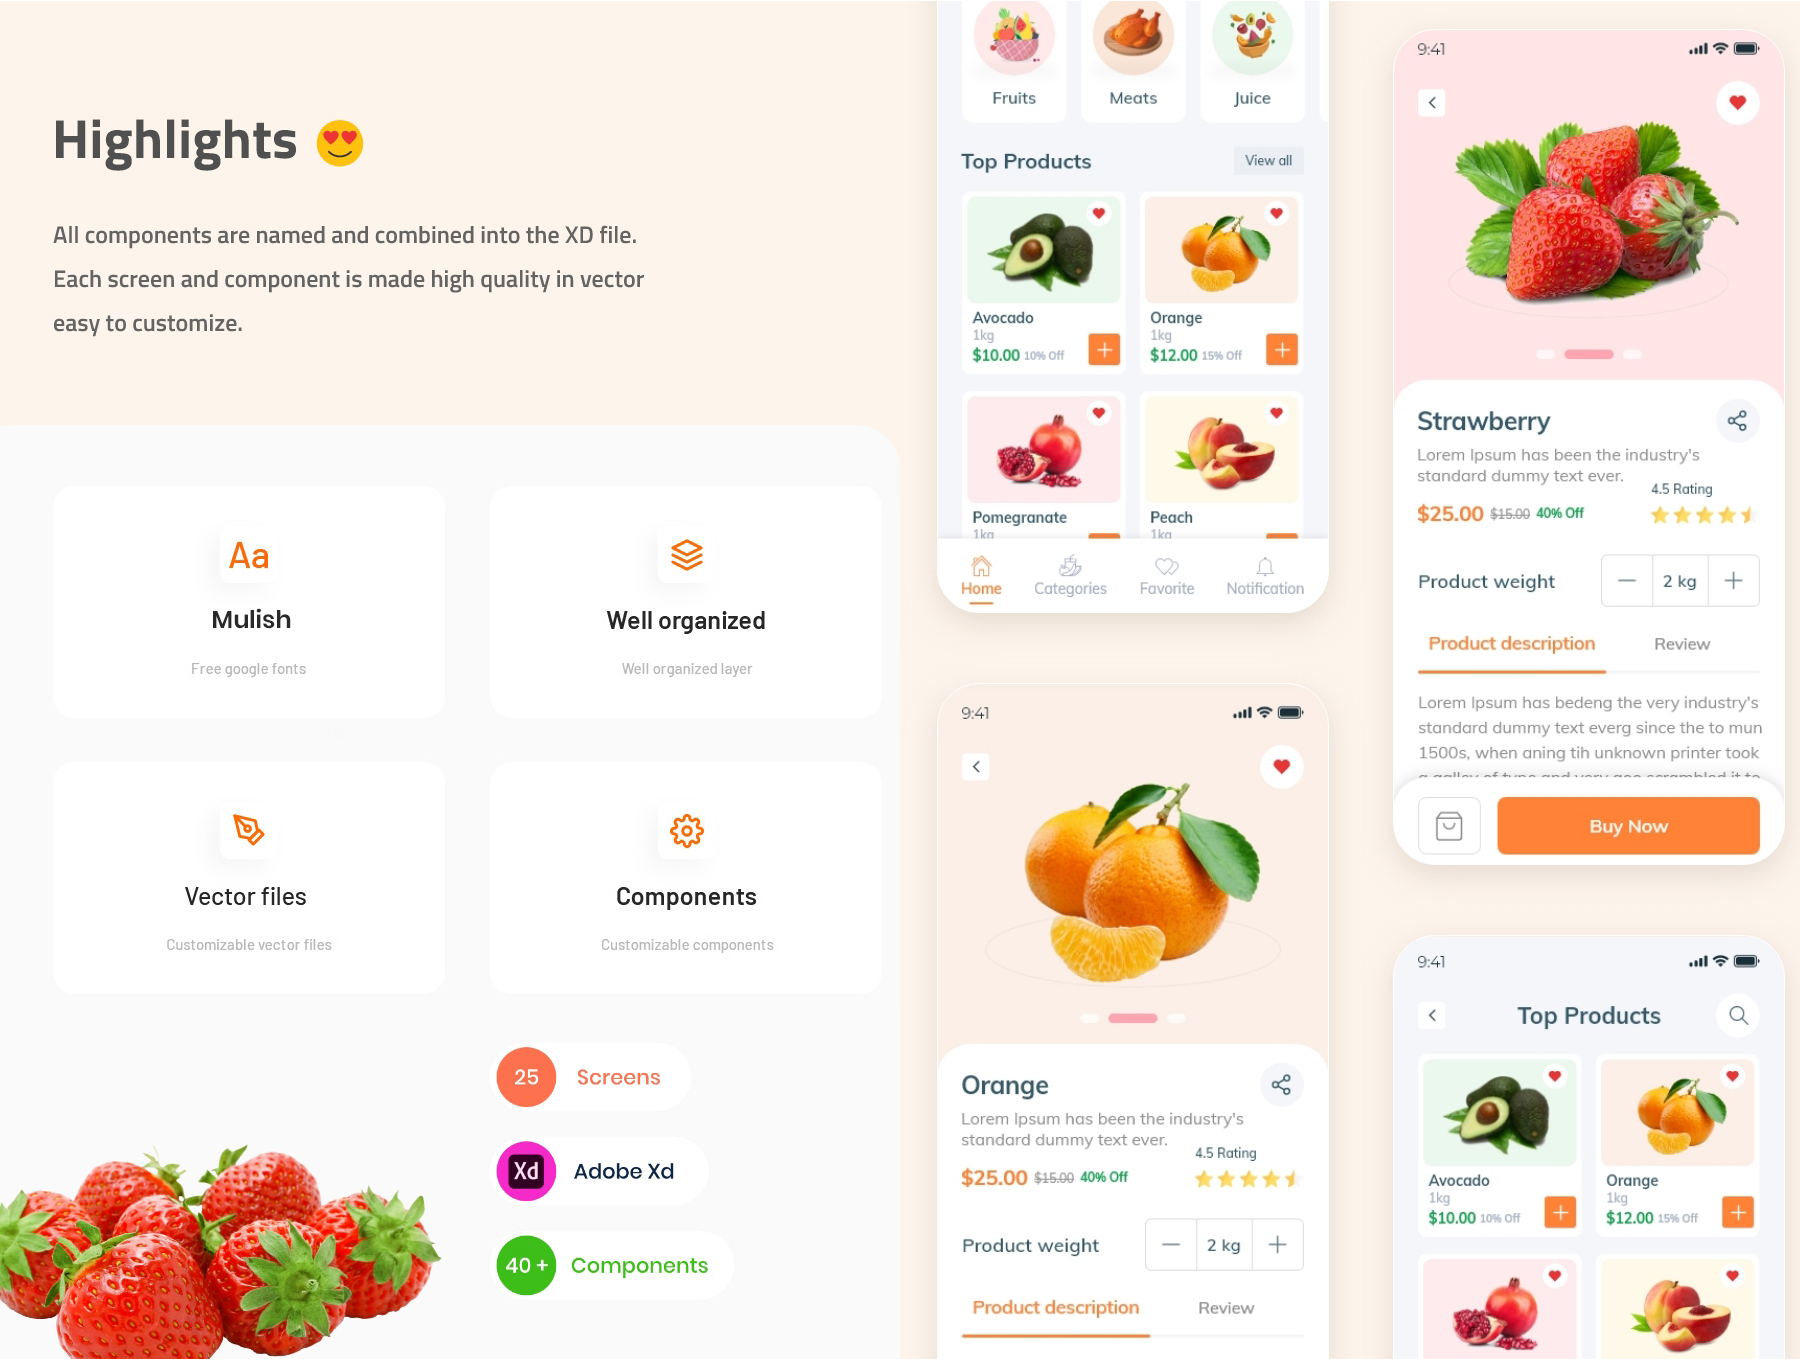 Highlights
All components are named and combined into the XD file.
Each screen and component is made high quality in vector
easy to customize.
Aa
Mulish
Free google fonts
Well organized
Well organized layer
Vector files
Customizable vector files
Components
Customizable components
25 Screens
Xd Adobe Xd
40 + Components
Fruits Meats Juice
Top Products View all
Avocado
1kg
$10.00 10% Off
Orange
1kg
$12.00 15% Off
Pomegranate
1kg
Peach
1kg
Home Categories Favorite Notification
9:41
Orange
Lorem Ipsum has been the industry's
standard dummy text ever.
4.5 Rating
$25.00 $15.00 40% Off
Product weight 2 kg
Product description Review
9:41
Strawberry
Lorem Ipsum has been the industry's
standard dummy text ever.
4.5 Rating
$25.00 $15.00 40% Off
Product weight 2 kg
Product description Review
Lorem Ipsum has bedeng the very industry's
standard dummy text everg since the to mun
1500s, when aning tih unknown printer took
a galley of type and very goo scrambled it to
Buy Now
9:41
Top Products
Avocado
1kg
$10.00 10% Off
Orange
1kg
$12.00 15% Off